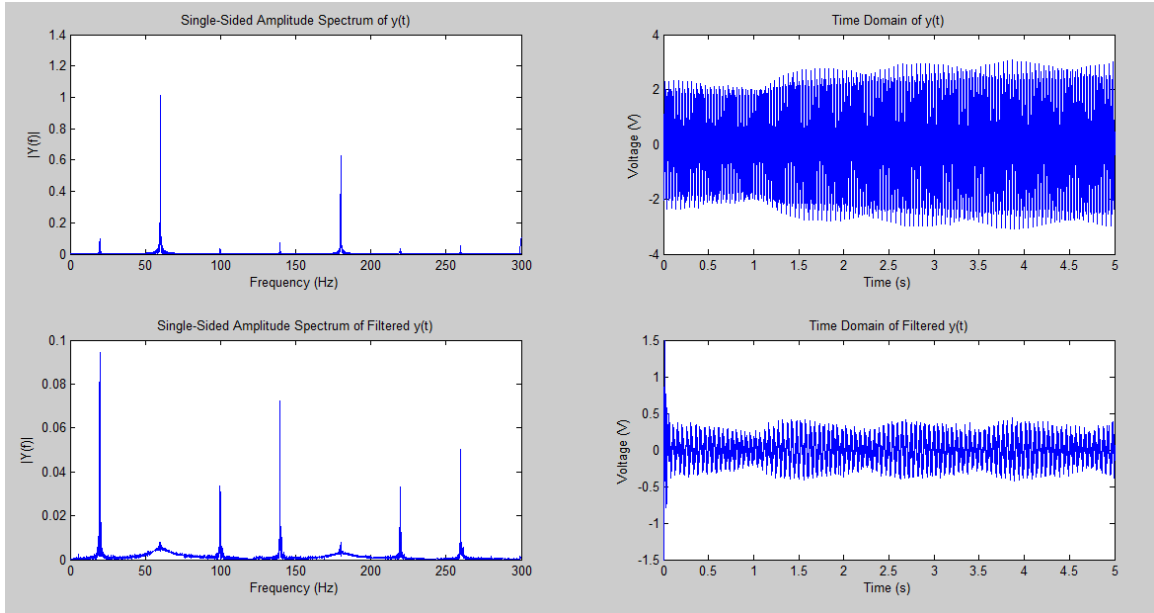 Single-Sided Amplitude Spectrum of y(t)
1.4
1.2
1
0.8
0.6
0.4
0.2
0
|Y(f)|
0 50 100 150 200 250 300
Frequency (Hz)
Time Domain of y(t)
4
2
0
-2
-4
Voltage (V)
0 0.5 1 1.5 2 2.5 3 3.5 4 4.5 5
Time (s)
Single-Sided Amplitude Spectrum of Filtered y(t)
0.1
0.08
0.06
0.04
0.02
0
|Y(f)|
0 50 100 150 200 250 300
Frequency (Hz)
Time Domain of Filtered y(t)
1.5
1
0.5
0
-0.5
-1
-1.5
Voltage (V)
0 0.5 1 1.5 2 2.5 3 3.5 4 4.5 5
Time (s)